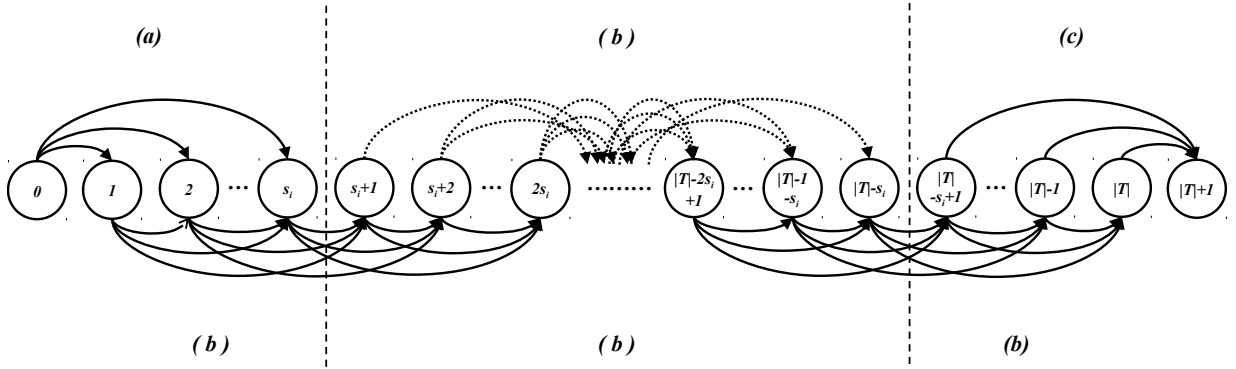 (a) ( b ) (c)
0 1 2 ... s_i s_i+1 s_i+2 ... 2s_i ......... |T|-2s_i ... |T|-1 |T|-s_i |T| ... |T|-1 |T| |T|+1
+1 -s_i -s_i+1
( b ) ( b ) (b)